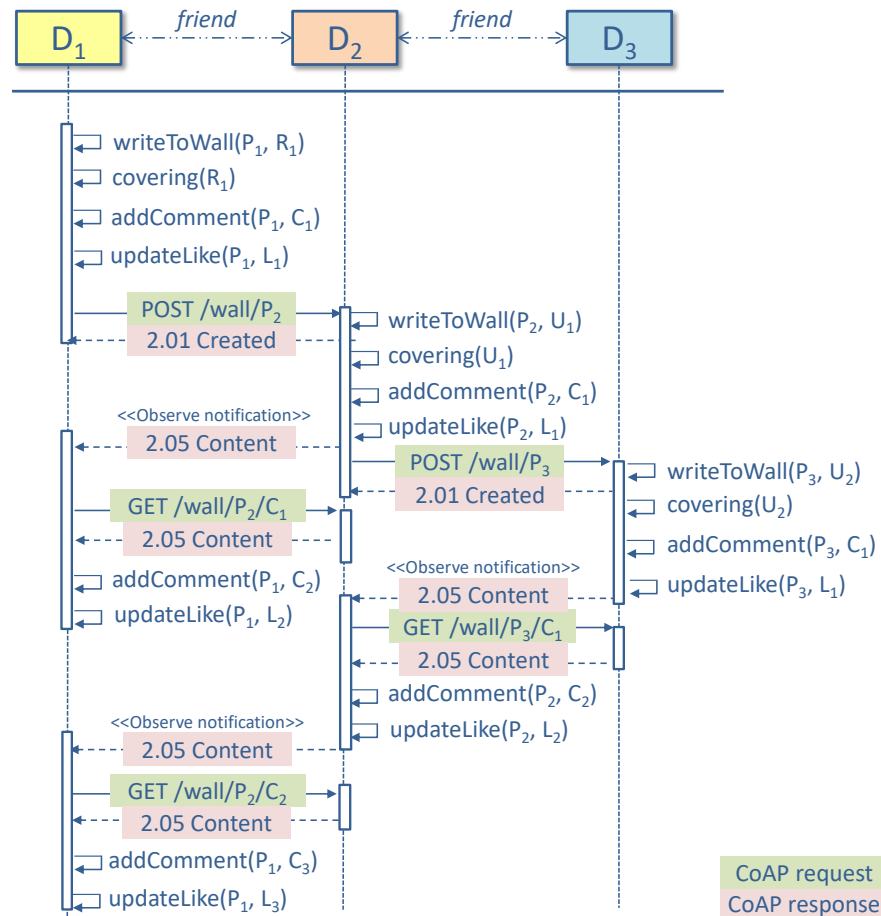 friend friend
D₁ D₂ D₃
writeToWall(P₁, R₁)
covering(R₁)
addComment(P₁, C₁)
updateLike(P₁, L₁)
POST /wall/P₂ writeToWall(P₂, U₁)
2.01 Created
covering(U₁)
addComment(P₂, C₁)
<<Observe notification>> updateLike(P₂, L₁)
2.05 Content
POST /wall/P₃ writeToWall(P₃, U₂)
2.01 Created
GET /wall/P₂/C₁ covering(U₂)
2.05 Content addComment(P₃, C₁)
<<Observe notification>>
addComment(P₁, C₂) 2.05 Content updateLike(P₃, L₁)
updateLike(P₁, L₂) GET /wall/P₃/C₁
2.05 Content
addComment(P₂, C₂)
<<Observe notification>> updateLike(P₂, L₂)
2.05 Content
GET /wall/P₂/C₂
2.05 Content
addComment(P₁, C₃)
updateLike(P₁, L₃)
CoAP request
CoAP response